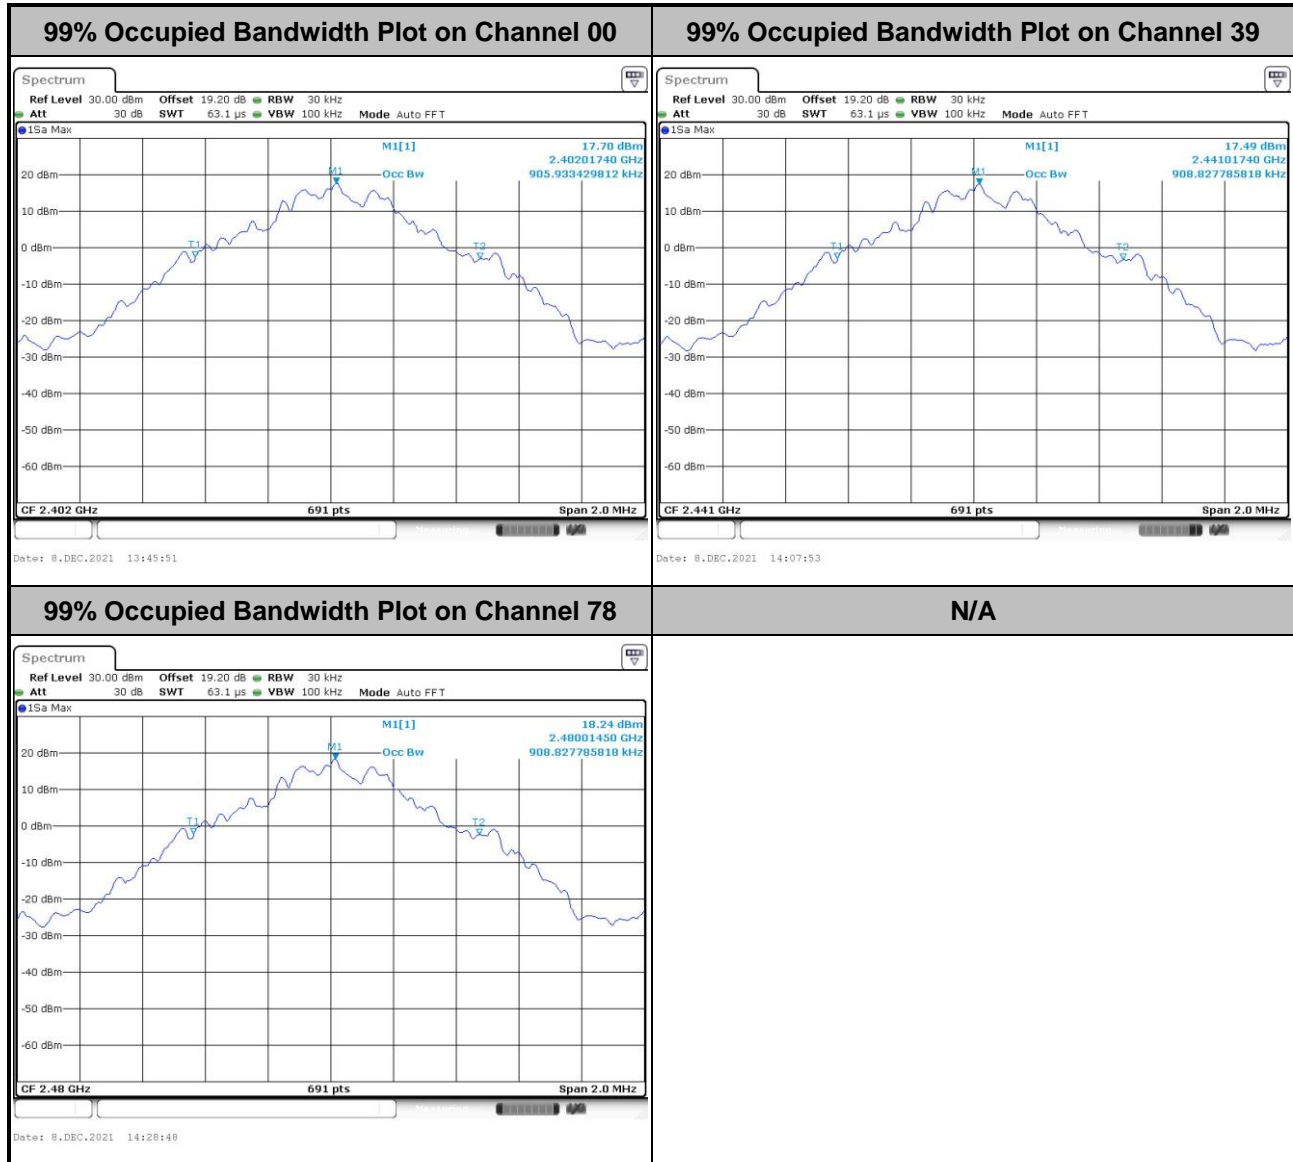 99% Occupied Bandwidth Plot on Channel 00
Spectrum
Ref Level 30.00 dBm Offset 19.20 dB RBW 30 kHz
Att 30 dB SWT 63.1 µs VBW 100 kHz Mode Auto FFT
1Sa Max
M1[1] 17.70 dBm
2.40201740 GHz
Occ Bw 905.933429812 kHz
M1
T1
T2
20 dBm
10 dBm
0 dBm
-10 dBm
-20 dBm
-30 dBm
-40 dBm
-50 dBm
-60 dBm
CF 2.402 GHz 691 pts Span 2.0 MHz
Date: 8.DEC.2021 13:45:51
99% Occupied Bandwidth Plot on Channel 39
Spectrum
Ref Level 30.00 dBm Offset 19.20 dB RBW 30 kHz
Att 30 dB SWT 63.1 µs VBW 100 kHz Mode Auto FFT
1Sa Max
M1[1] 17.49 dBm
2.44101740 GHz
Occ Bw 908.827785818 kHz
M1
T1
T2
20 dBm
10 dBm
0 dBm
-10 dBm
-20 dBm
-30 dBm
-40 dBm
-50 dBm
-60 dBm
CF 2.441 GHz 691 pts Span 2.0 MHz
Date: 8.DEC.2021 14:07:53
99% Occupied Bandwidth Plot on Channel 78
Spectrum
Ref Level 30.00 dBm Offset 19.20 dB RBW 30 kHz
Att 30 dB SWT 63.1 µs VBW 100 kHz Mode Auto FFT
1Sa Max
M1[1] 18.24 dBm
2.48001450 GHz
Occ Bw 908.827785818 kHz
M1
T1
T2
20 dBm
10 dBm
0 dBm
-10 dBm
-20 dBm
-30 dBm
-40 dBm
-50 dBm
-60 dBm
CF 2.48 GHz 691 pts Span 2.0 MHz
Date: 8.DEC.2021 14:28:48
N/A